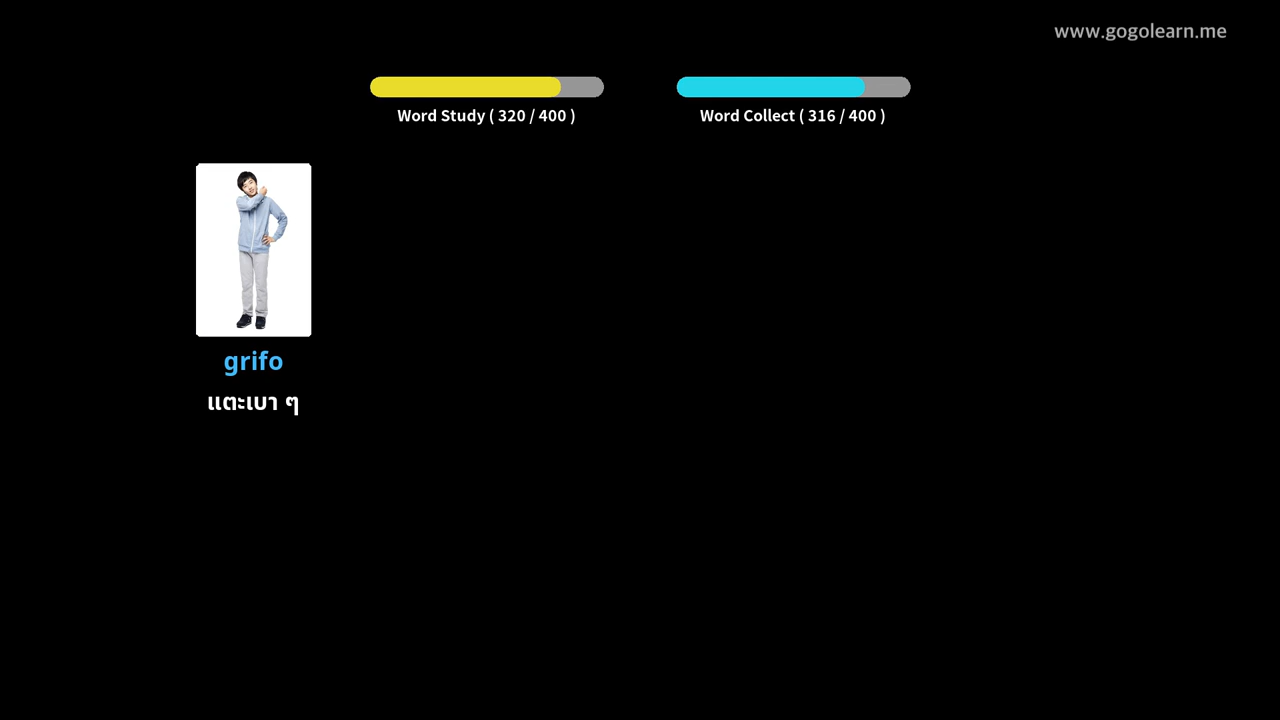 www.gogolearn.me
Word Study ( 320 / 400 )
Word Collect ( 316 / 400 )
grifo
แตะเบา ๆ